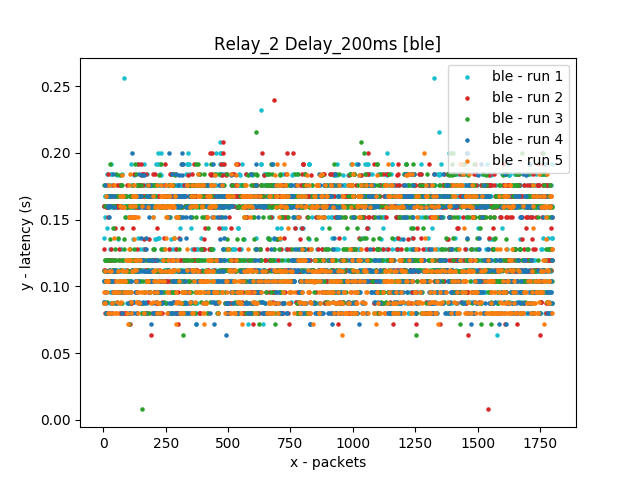 Relay_2 Delay_200ms [ble]
ble - run 1
ble - run 2
ble - run 3
ble - run 4
ble - run 5
y - latency (s)
0.25
0.20
0.15
0.10
0.05
0.00
0 250 500 750 1000 1250 1500 1750
x - packets